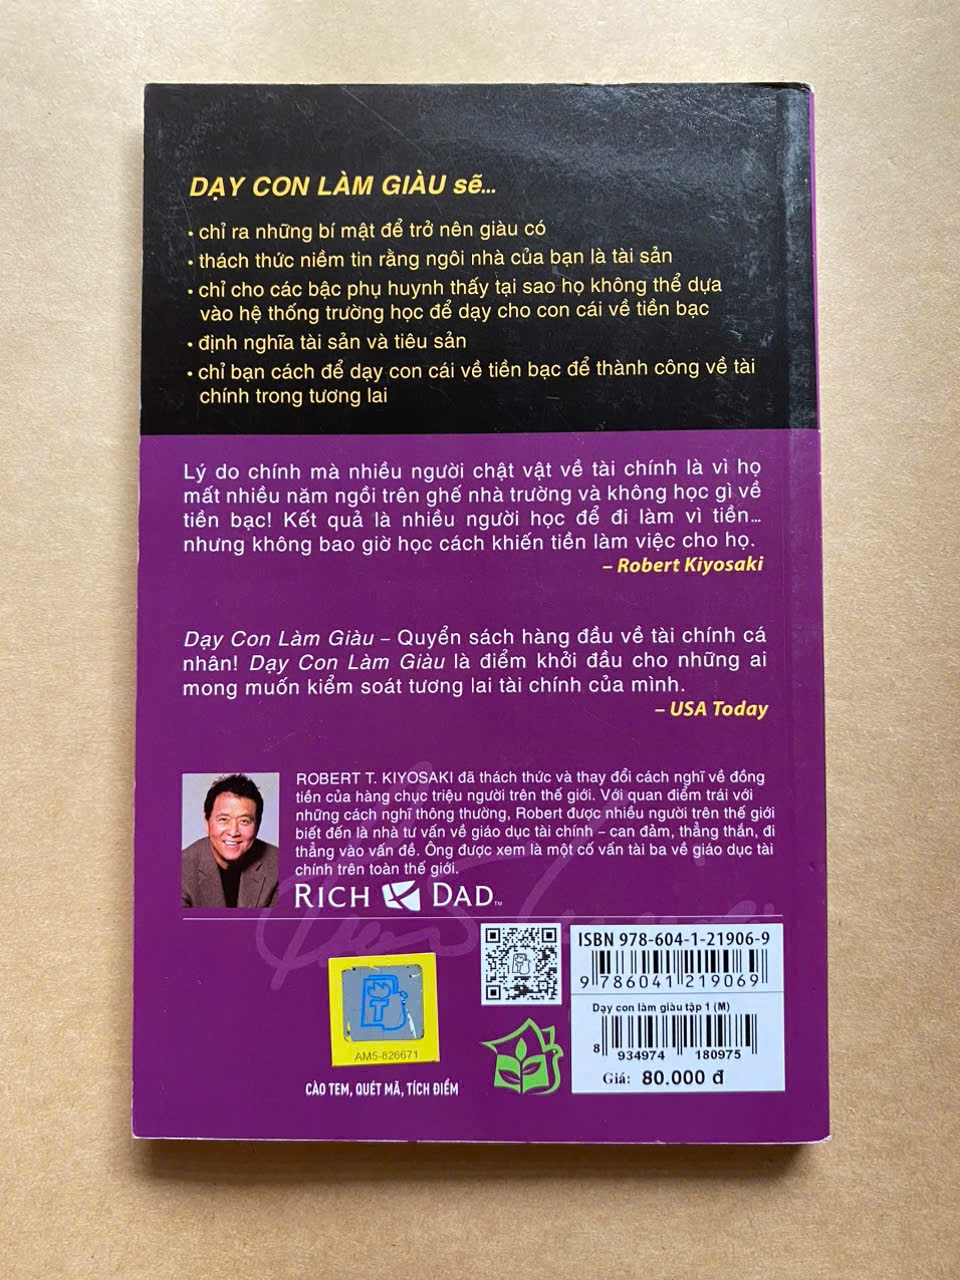 DẠY CON LÀM GIÀU sẽ...
• chỉ ra những bí mật để trở nên giàu có
• thách thức niềm tin rằng ngôi nhà của bạn là tài sản
• chỉ cho các bậc phụ huynh thấy tại sao họ không thể dựa
vào hệ thống trường học để dạy cho con cái về tiền bạc
• định nghĩa tài sản và tiêu sản
• chỉ bạn cách để dạy con cái về tiền bạc để thành công về tài
chính trong tương lai
Lý do chính mà nhiều người chật vật về tài chính là vì họ
mất nhiều năm ngồi trên ghế nhà trường và không học gì về
tiền bạc! Kết quả là nhiều người học để đi làm vì tiền...
nhưng không bao giờ học cách khiến tiền làm việc cho họ.
– Robert Kiyosaki
Dạy Con Làm Giàu – Quyển sách hàng đầu về tài chính cá
nhân! Dạy Con Làm Giàu là điểm khởi đầu cho những ai
mong muốn kiểm soát tương lai tài chính của mình.
– USA Today
ROBERT T. KIYOSAKI đã thách thức và thay đổi cách nghĩ về đồng
tiền của hàng chục triệu người trên thế giới. Với quan điểm trái với
những cách nghĩ thông thường, Robert được nhiều người trên thế giới
biết đến là nhà tư vấn về giáo dục tài chính – can đảm, thẳng thắn, đi
thẳng vào vấn đề. Ông được xem là một cố vấn tài ba về giáo dục tài
chính trên toàn thế giới.
RICH DAD™
ISBN 978-604-1-21906-9
9 786041 219069
Dạy con làm giàu tập 1 (M)
8 934974 180975
Giá: 80.000 đ
T
AM5-826671
CÀO TEM, QUÉT MÃ, TÍCH ĐIỂM